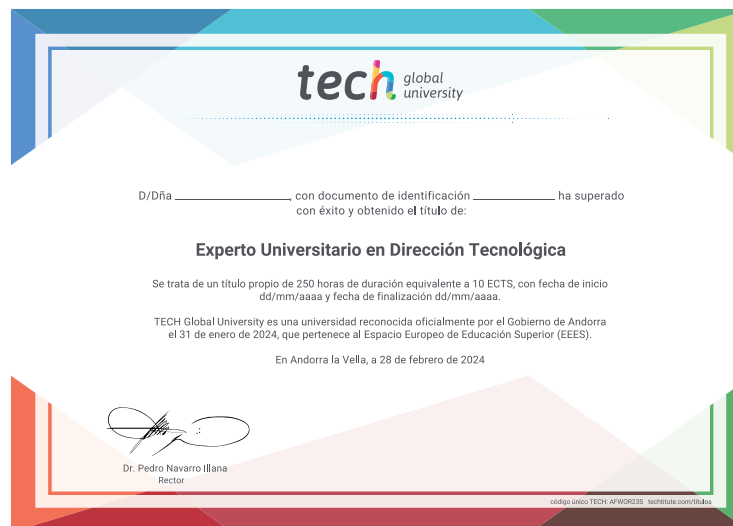 tech global university
D/Dña ________________, con documento de identificación ____________ ha superado
con éxito y obtenido el título de:
Experto Universitario en Dirección Tecnológica
Se trata de un título propio de 250 horas de duración equivalente a 10 ECTS, con fecha de inicio
dd/mm/aaaa y fecha de finalización dd/mm/aaaa.
TECH Global University es una universidad reconocida oficialmente por el Gobierno de Andorra
el 31 de enero de 2024, que pertenece al Espacio Europeo de Educación Superior (EEES).
En Andorra la Vella, a 28 de febrero de 2024
Dr. Pedro Navarro Illana
Rector
código único TECH: AFWOR23S techtitute.com/titulos